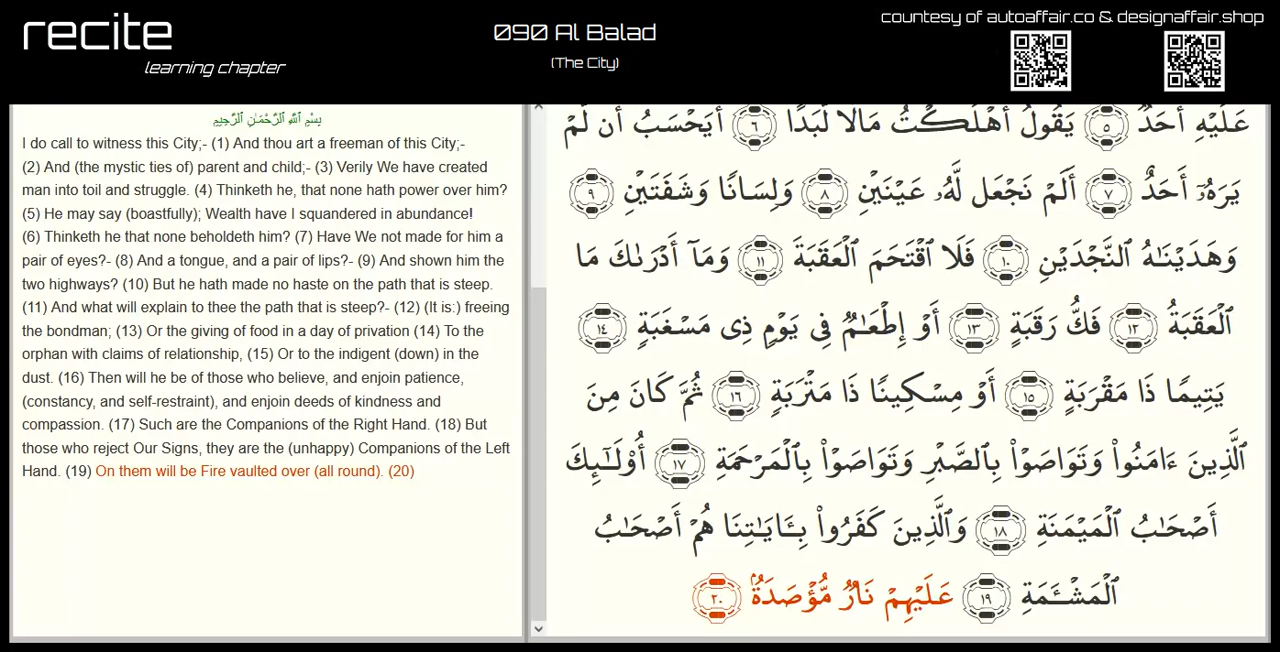 recite
learning chapter
090 Al Balad
(The City)
courtesy of autoaffair.co & designaffair.shop
بِسْمِ ٱللَّهِ ٱلرَّحْمَـٰنِ ٱلرَّحِيمِ
I do call to witness this City;- (1) And thou art a freeman of this City;-
(2) And (the mystic ties of) parent and child;- (3) Verily We have created
man into toil and struggle. (4) Thinketh he, that none hath power over him?
(5) He may say (boastfully); Wealth have I squandered in abundance!
(6) Thinketh he that none beholdeth him? (7) Have We not made for him a
pair of eyes?- (8) And a tongue, and a pair of lips?- (9) And shown him the
two highways? (10) But he hath made no haste on the path that is steep.
(11) And what will explain to thee the path that is steep?- (12) (It is:) freeing
the bondman; (13) Or the giving of food in a day of privation (14) To the
orphan with claims of relationship, (15) Or to the indigent (down) in the
dust. (16) Then will he be of those who believe, and enjoin patience,
(constancy, and self-restraint), and enjoin deeds of kindness and
compassion. (17) Such are the Companions of the Right Hand. (18) But
those who reject Our Signs, they are the (unhappy) Companions of the Left
Hand. (19) On them will be Fire vaulted over (all round). (20)
عَلَيْهِ أَحَدٌ ٥ يَقُولُ أَهْلَكْتُ مَالًا لُّبَدًا ٦ أَيَحْسَبُ أَن لَّمْ
يَرَهُۥٓ أَحَدٌ ٧ أَلَمْ نَجْعَل لَّهُۥ عَيْنَيْنِ ٨ وَلِسَانًا وَشَفَتَيْنِ ٩
وَهَدَيْنَـٰهُ ٱلنَّجْدَيْنِ ١٠ فَلَا ٱقْتَحَمَ ٱلْعَقَبَةَ ١١ وَمَآ أَدْرَىٰكَ مَا
ٱلْعَقَبَةُ ١٢ فَكُّ رَقَبَةٍ ١٣ أَوْ إِطْعَـٰمٌ فِى يَوْمٍ ذِى مَسْغَبَةٍ ١٤
يَتِيمًا ذَا مَقْرَبَةٍ ١٥ أَوْ مِسْكِينًا ذَا مَتْرَبَةٍ ١٦ ثُمَّ كَانَ مِنَ
ٱلَّذِينَ ءَامَنُوا۟ وَتَوَاصَوْا۟ بِٱلصَّبْرِ وَتَوَاصَوْا۟ بِٱلْمَرْحَمَةِ ١٧ أُو۟لَـٰٓئِكَ
أَصْحَـٰبُ ٱلْمَيْمَنَةِ ١٨ وَٱلَّذِينَ كَفَرُوا۟ بِـَٔايَـٰتِنَا هُمْ أَصْحَـٰبُ
ٱلْمَشْـَٔمَةِ ١٩ عَلَيْهِمْ نَارٌ مُّؤْصَدَةٌۢ ٢٠